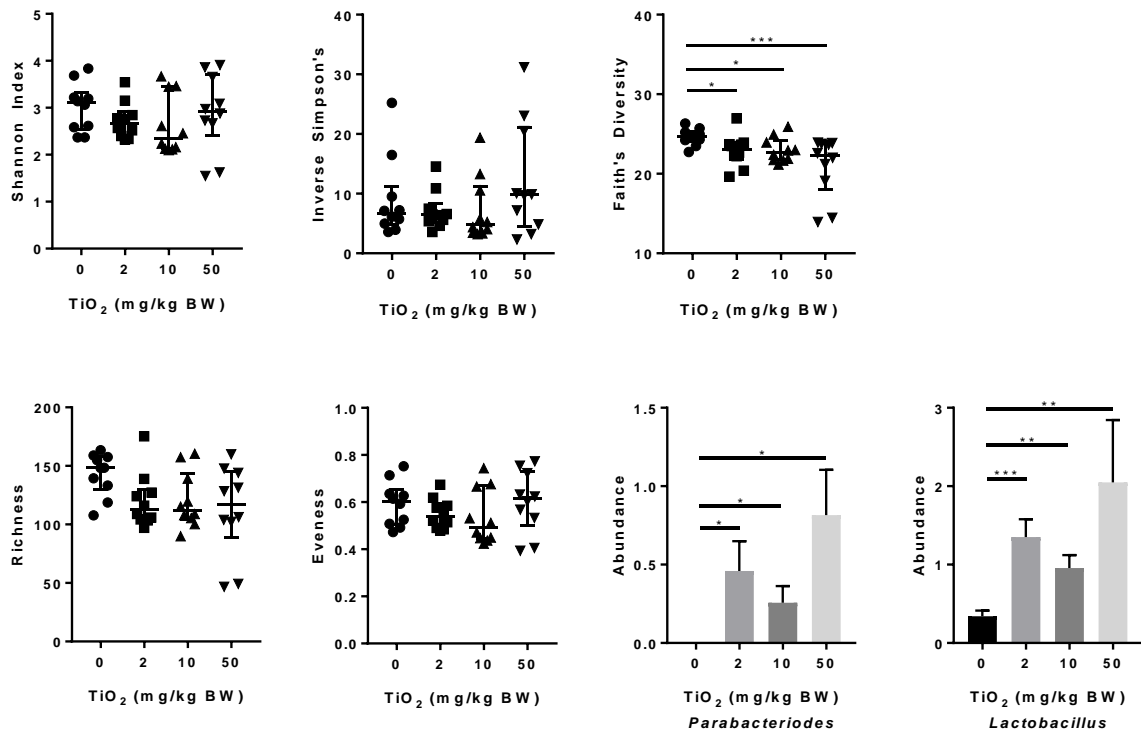 Shannon Index
5
4
3
2
1
0
0 2 10 50
TiO2 (mg/kg BW)
Inverse Simpson's
40
30
20
10
0
0 2 10 50
TiO2 (mg/kg BW)
Faith's Diversity
40
30
20
10
***
*
*
0 2 10 50
TiO2 (mg/kg BW)
Richness
200
150
100
50
0
0 2 10 50
TiO2 (mg/kg BW)
Eveness
1.0
0.8
0.6
0.4
0.2
0.0
0 2 10 50
TiO2 (mg/kg BW)
Abundance
1.5
1.0
0.5
0.0
*
*
*
0 2 10 50
TiO2 (mg/kg BW)
Parabacteriodes
Abundance
3
2
1
0
**
**
***
0 2 10 50
TiO2 (mg/kg BW)
Lactobacillus